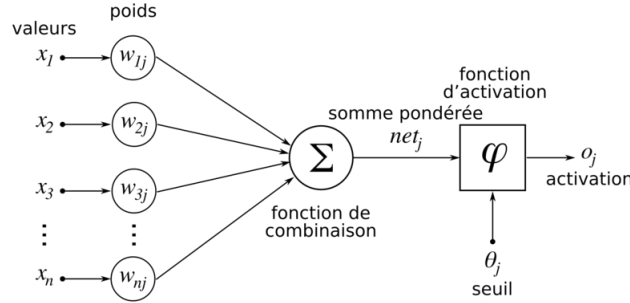 poids
valeurs
x₁ w₁ⱼ
x₂ w₂ⱼ
x₃ w₃ⱼ
⋮ ⋮
xₙ wₙⱼ
Σ
fonction de
combinaison
somme pondérée
netⱼ
fonction
d'activation
φ
oⱼ
activation
θⱼ
seuil